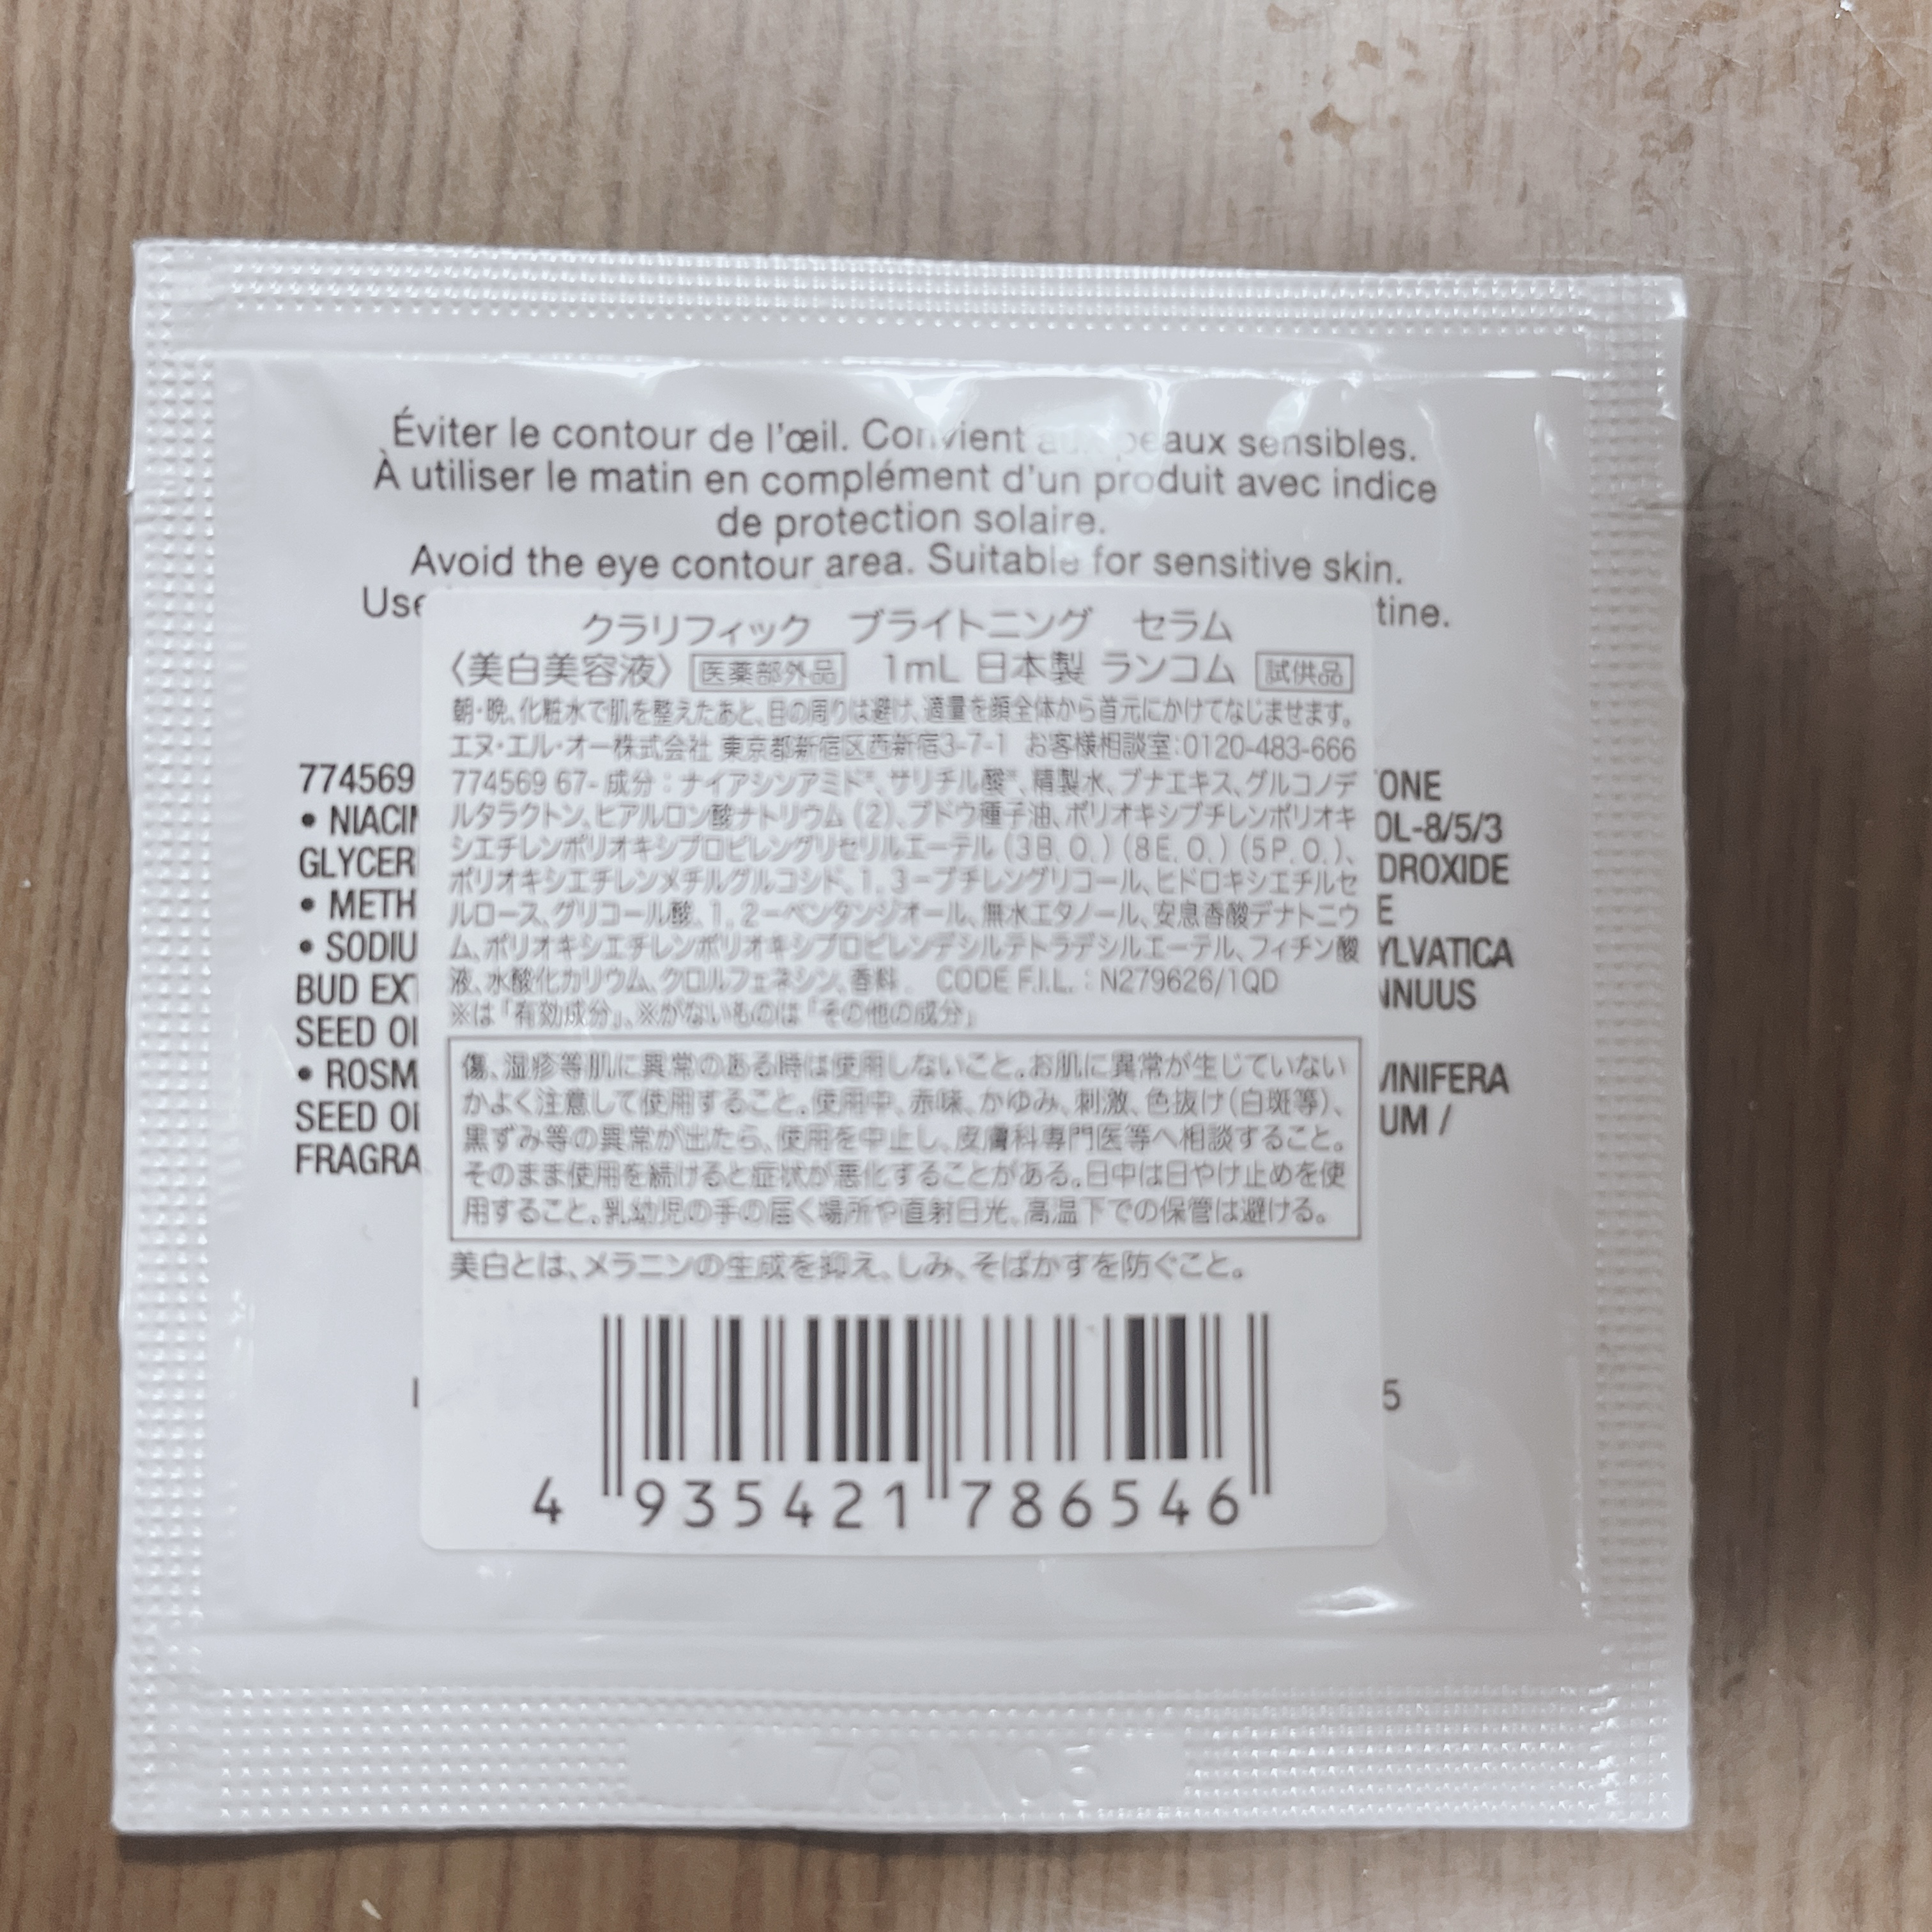 Éviter le contour de l'œil. Convient aux peaux sensibles.
À utiliser le matin en complément d'un produit avec indice
de protection solaire.
Avoid the eye contour area. Suitable for sensitive skin.
Use tine.
クラリフィック ブライトニング セラム
〈美白美容液〉 医薬部外品 1mL 日本製 ランコム 試供品
朝・晩、化粧水で肌を整えたあと、目の周りは避け、適量を顔全体から首元にかけてなじませます。
エヌ・エル・オー株式会社 東京都新宿区西新宿3-7-1 お客様相談室:0120-483-666
774569 67- 成分：ナイアシンアミド※、サリチル酸※、精製水、ブナエキス、グルコノデ
ルタラクトン、ヒアルロン酸ナトリウム（2）、ブドウ種子油、ポリオキシブチレンポリオキ
シエチレンポリオキシプロピレングリセリルエーテル（3B.O.）（8E.O.）（5P.O.）、
ポリオキシエチレンメチルグルコシド、1,3－ブチレングリコール、ヒドロキシエチルセ
ルロース、グリコール酸、1,2－ペンタンジオール、無水エタノール、安息香酸デナトニウ
ム、ポリオキシエチレンポリオキシプロピレンデシルテトラデシルエーテル、フィチン酸
液、水酸化カリウム、クロルフェネシン、香料． CODE F.I.L.：N279626/1QD
※は「有効成分」、※がないものは「その他の成分」
傷、湿疹等肌に異常のある時は使用しないこと。お肌に異常が生じていない
かよく注意して使用すること。使用中、赤味、かゆみ、刺激、色抜け（白斑等）、
黒ずみ等の異常が出たら、使用を中止し、皮膚科専門医等へ相談すること。
そのまま使用を続けると症状が悪化することがある。日中は日やけ止めを使
用すること。乳幼児の手の届く場所や直射日光、高温下での保管は避ける。
美白とは、メラニンの生成を抑え、しみ、そばかすを防ぐこと。
4 935421 786546
774569
• NIACIN
GLYCER
• METH
• SODIU
BUD EXT
SEED OI
• ROSM
SEED OI
FRAGRA
TONE
OL-8/5/3
DROXIDE
E
YLVATICA
NNUUS
VINIFERA
UM /
5